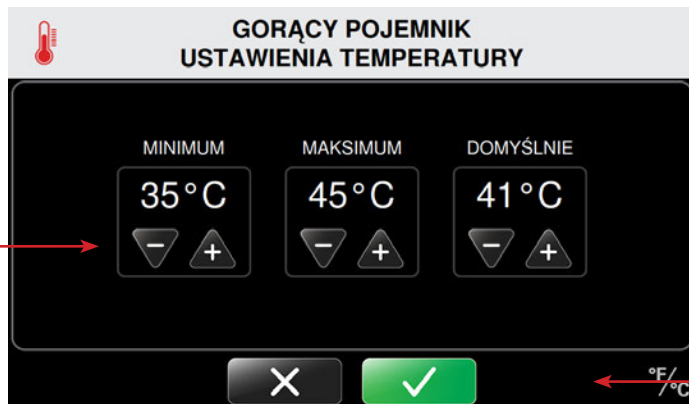 GORĄCY POJEMNIK
USTAWIENIA TEMPERATURY
MINIMUM MAKSIMUM DOMYŚLNIE
35°C 45°C 41°C
- + - + - +
°F/°C